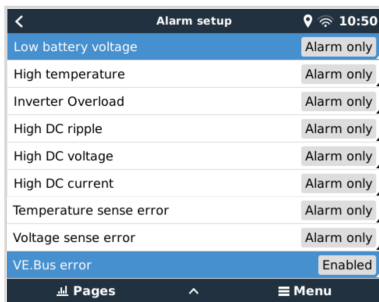 Alarm setup 10:50
Low battery voltage Alarm only
High temperature Alarm only
Inverter Overload Alarm only
High DC ripple Alarm only
High DC voltage Alarm only
High DC current Alarm only
Temperature sense error Alarm only
Voltage sense error Alarm only
VE.Bus error Enabled
Pages Menu